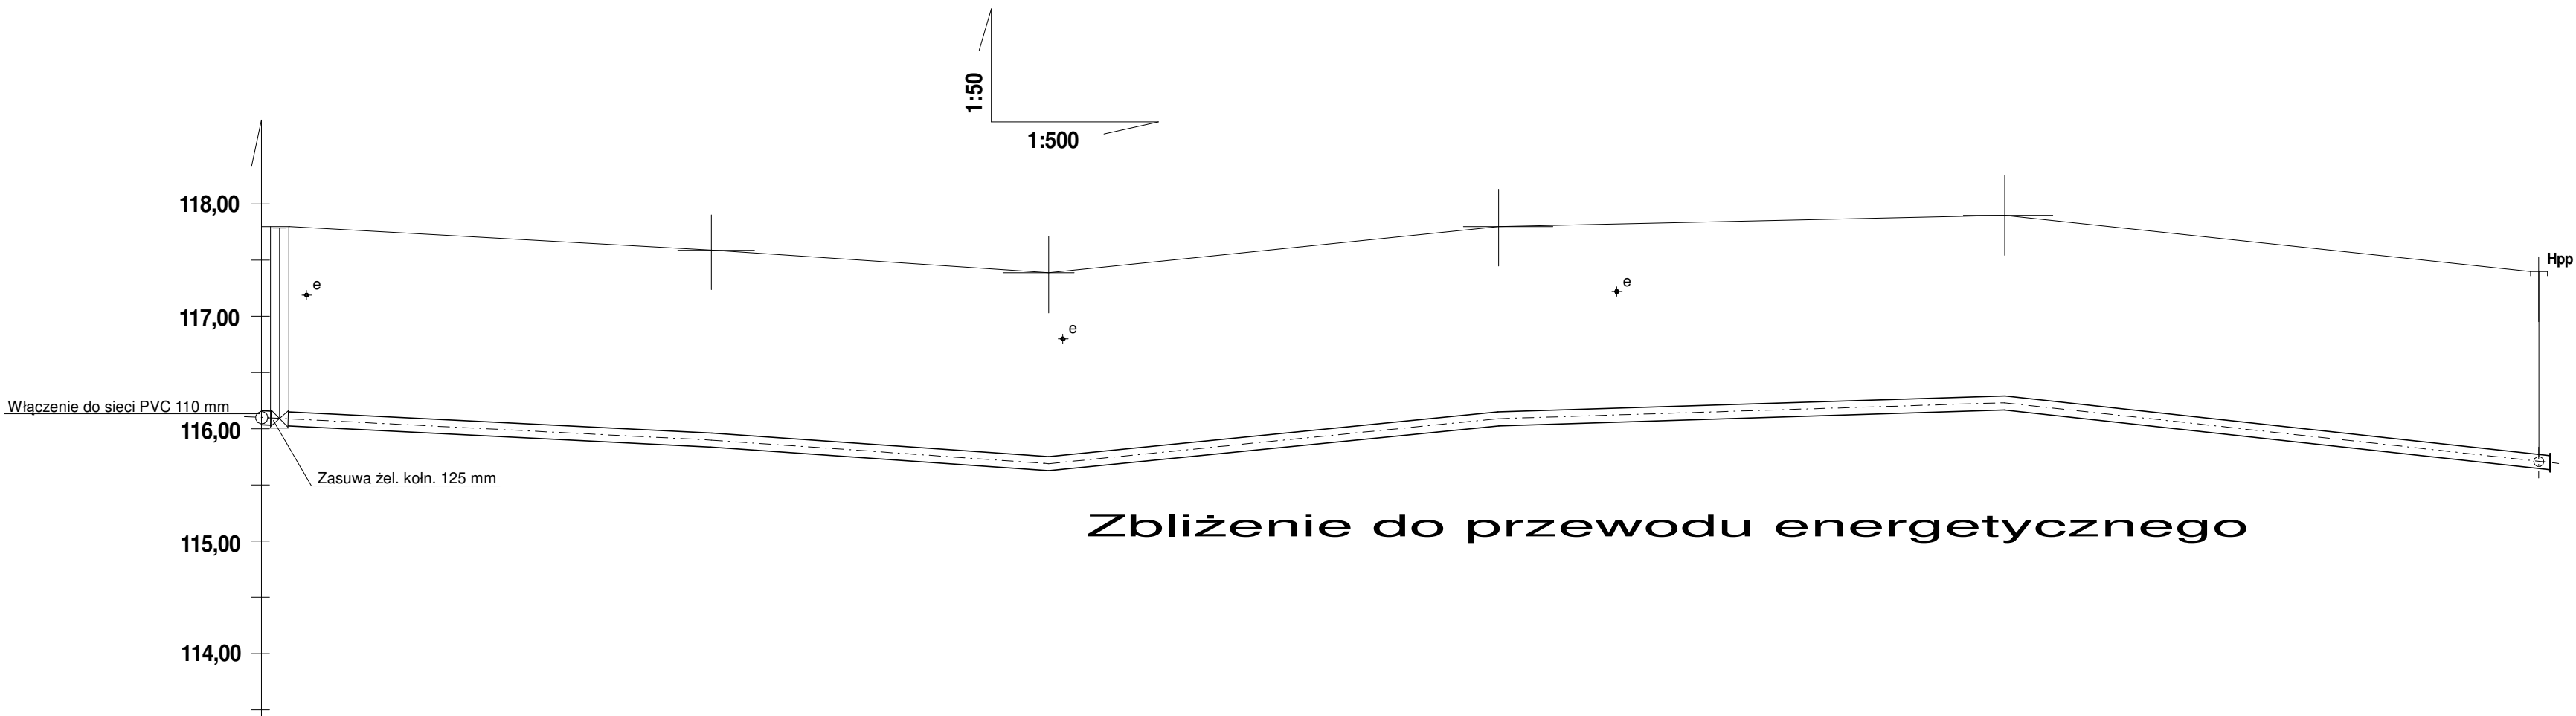 1:50
1:500
118,00
Hpp
e
e
117,00
e
Włączenie do sieci PVC 110 mm
116,00
Zasuwa żel. kołn. 125 mm
Zbliżenie do przewodu energetycznego
115,00
114,00